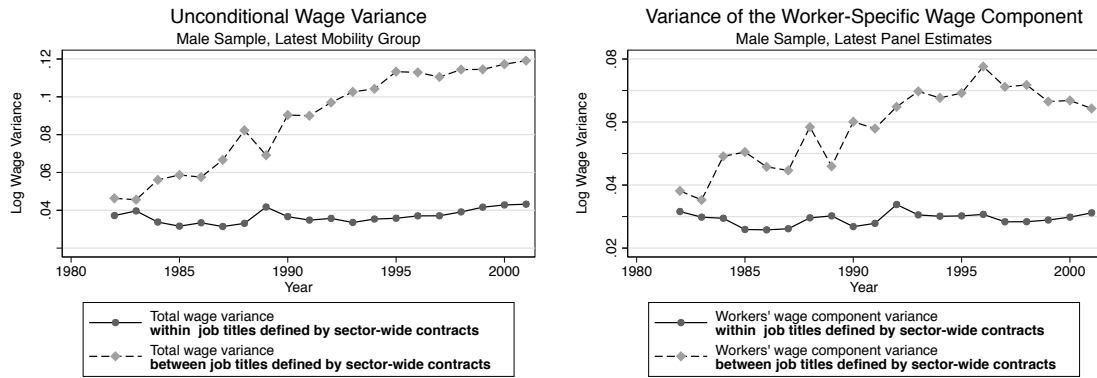 Unconditional Wage Variance
Male Sample, Latest Mobility Group
Log Wage Variance
.12
.1
.08
.06
.04
1980
1985
1990
1995
2000
Year
Total wage variance
within job titles defined by sector-wide contracts
Total wage variance
between job titles defined by sector-wide contracts
Variance of the Worker-Specific Wage Component
Male Sample, Latest Panel Estimates
Log Wage Variance
.08
.06
.04
.02
1980
1985
1990
1995
2000
Year
Workers' wage component variance
within job titles defined by sector-wide contracts
Workers' wage component variance
between job titles defined by sector-wide contracts